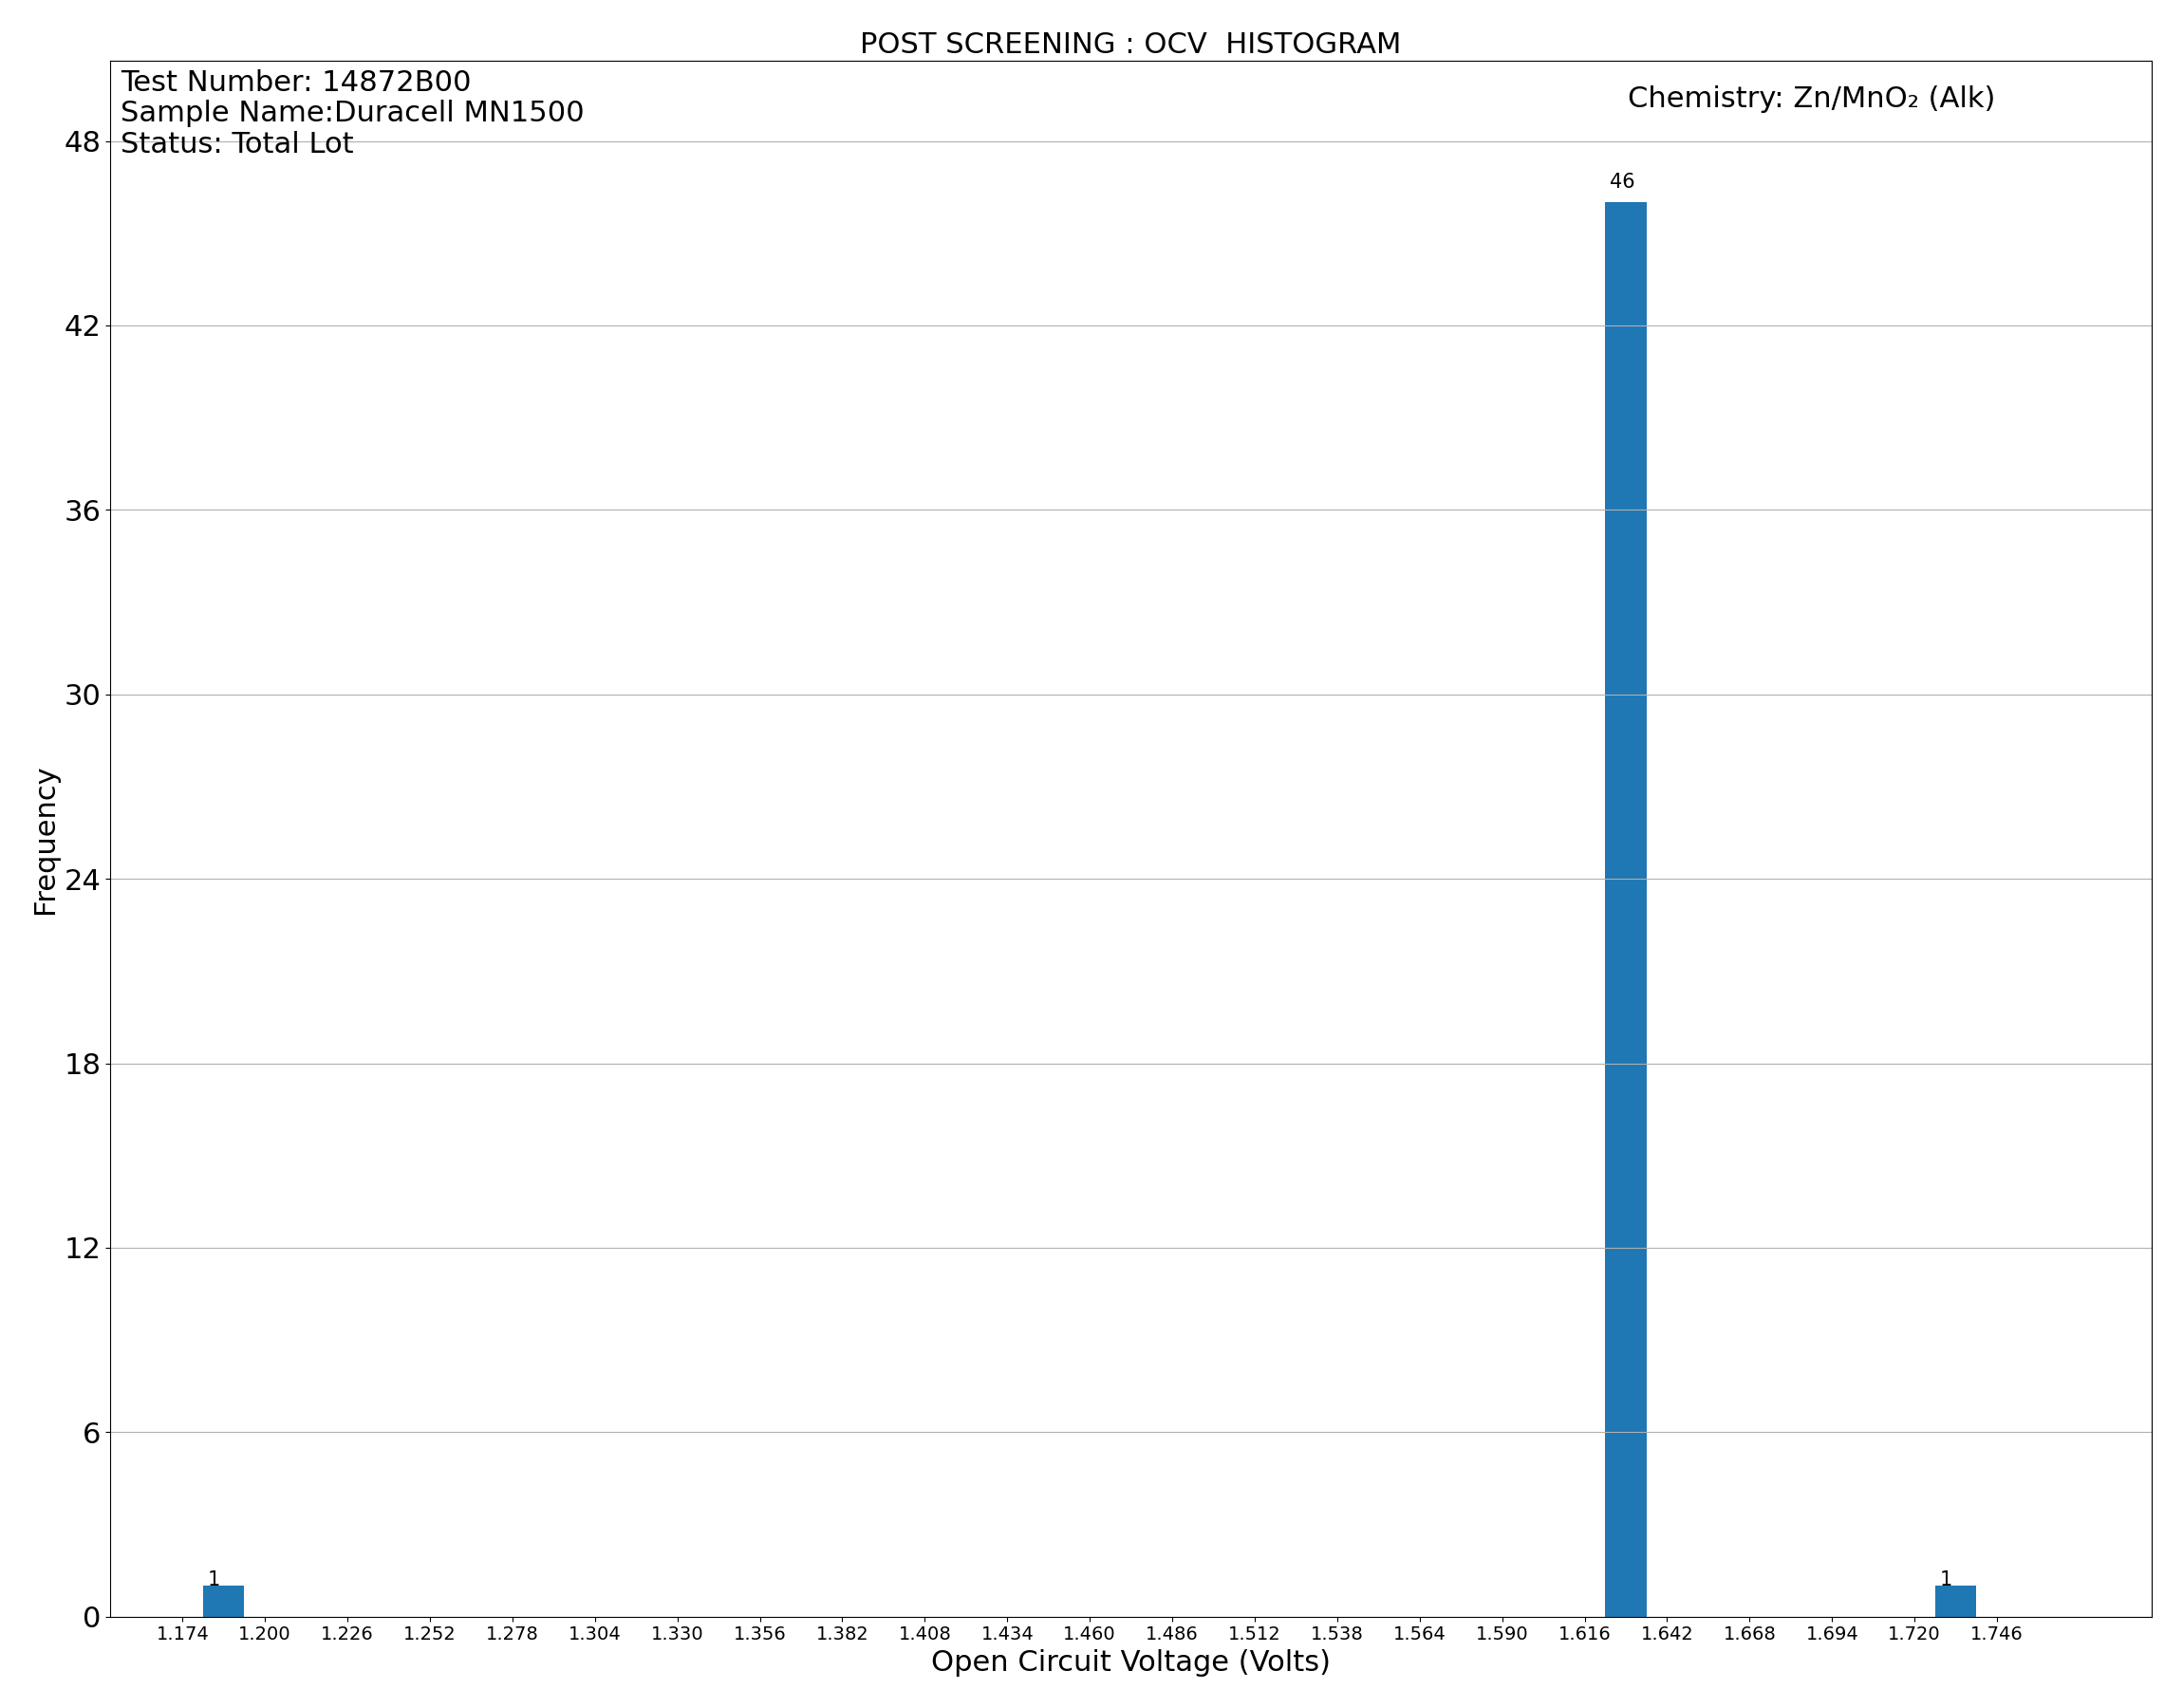 POST SCREENING : OCV  HISTOGRAM
Test Number: 14872B00
Sample Name:Duracell MN1500
Status: Total Lot
Chemistry: Zn/MnO₂ (Alk)
48
42
36
30
24
18
12
6
0
Frequency
46
1
1
1.174 1.200 1.226 1.252 1.278 1.304 1.330 1.356 1.382 1.408 1.434 1.460 1.486 1.512 1.538 1.564 1.590 1.616 1.642 1.668 1.694 1.720 1.746
Open Circuit Voltage (Volts)